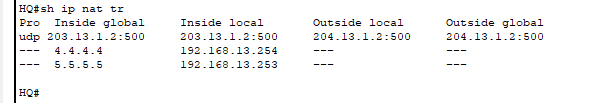 HQ#sh ip nat tr
Pro  Inside global     Inside local       Outside local      Outside global
udp 203.13.1.2:500     203.13.1.2:500     204.13.1.2:500     204.13.1.2:500
---  4.4.4.4           192.168.13.254     ---                ---
---  5.5.5.5           192.168.13.253     ---                ---
HQ#